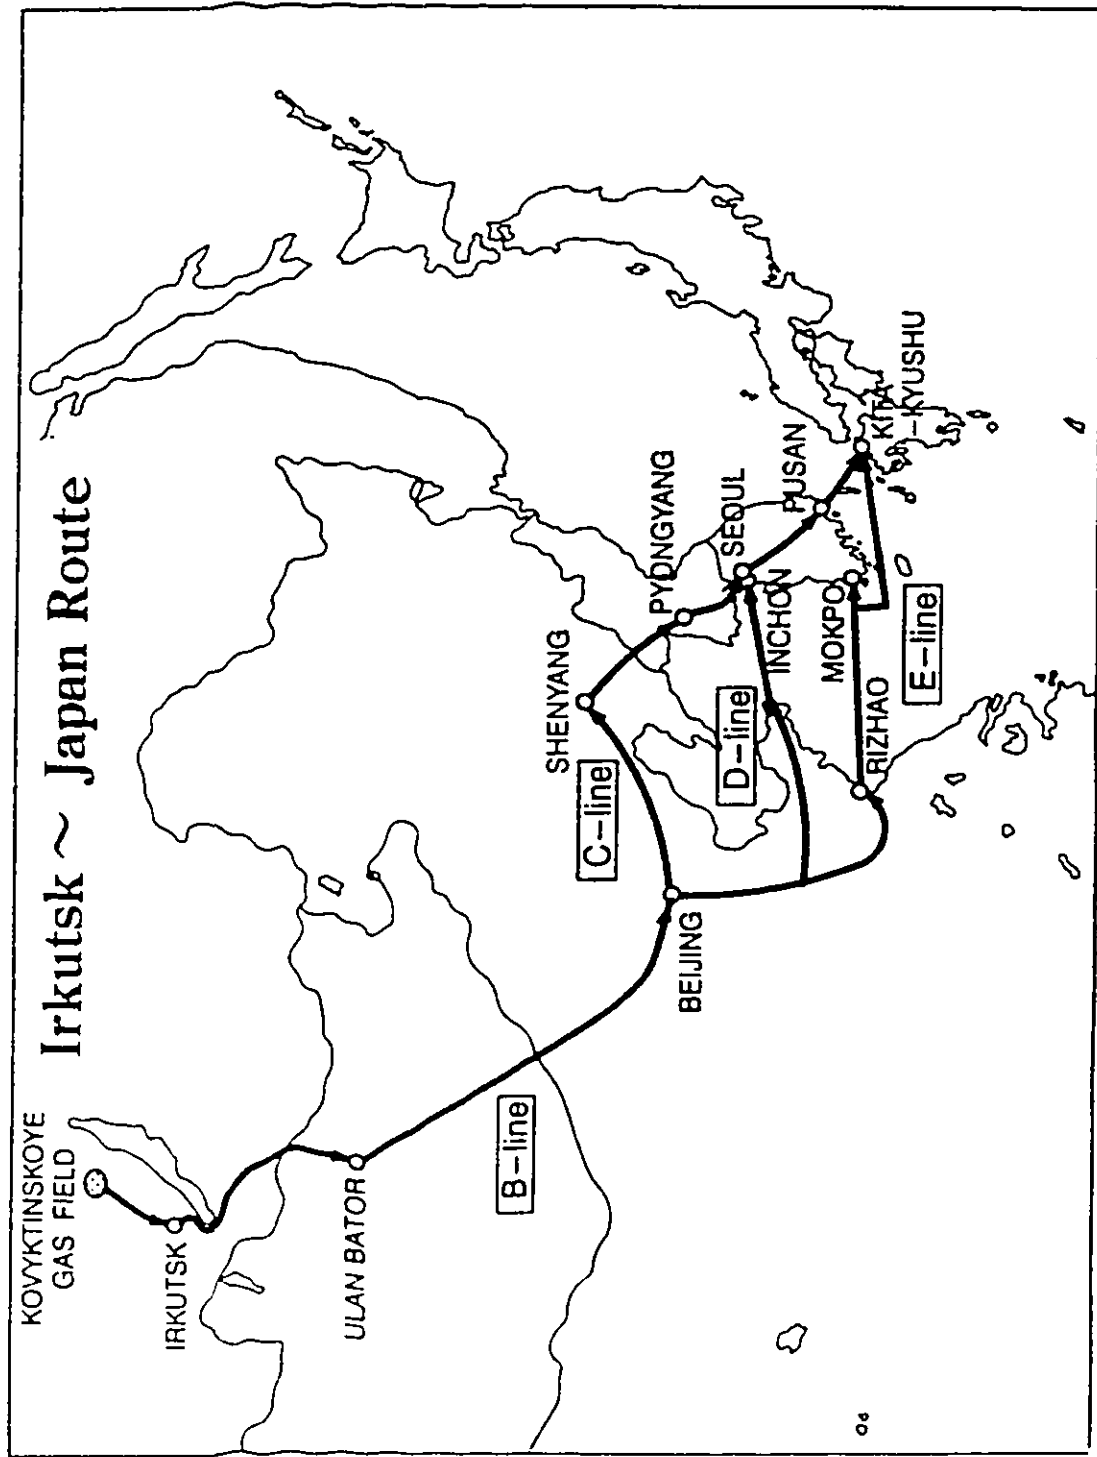 Irkutsk ~ Japan Route
KOVYKTINSKOYE
GAS FIELD
IRKUTSK
ULAN BATOR
B-line
BEIJING
C-line
SHENYANG
PYONGYANG
SEOUL
INCHON
D-line
PUSAN
MOKPO
RIZHAO
E-line
KITA
-KYUSHU